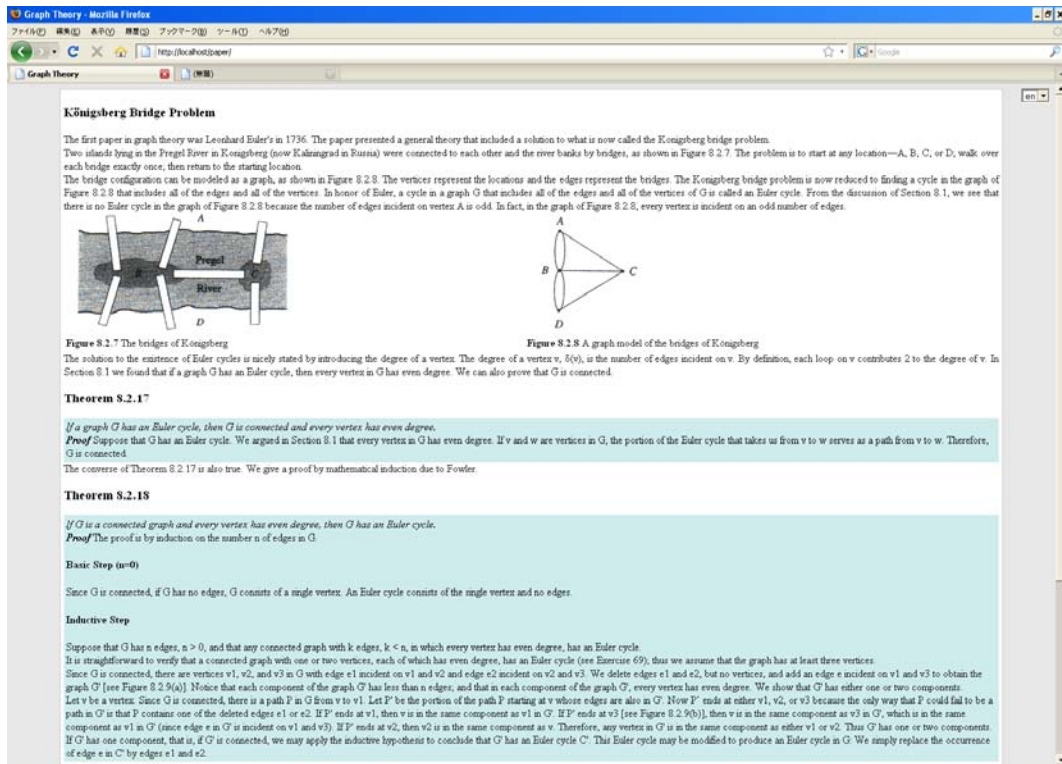 Graph Theory - Mozilla Firefox
ファイル(F) 編集(E) 表示(V) 履歴(S) ブックマーク(B) ツール(T) ヘルプ(H)
http://localhost/paper/
Google
Graph Theory
(無題)
en
Königsberg Bridge Problem
The first paper in graph theory was Leonhard Euler's in 1736. The paper presented a general theory that included a solution to what is now called the Konigsberg bridge problem.
Two islands lying in the Pregel River in Konigsberg (now Kaliningrad in Russia) were connected to each other and the river banks by bridges, as shown in Figure 8.2.7. The problem is to start at any location—A, B, C, or D; walk over
each bridge exactly once; then return to the starting location.
The bridge configuration can be modeled as a graph, as shown in Figure 8.2.8. The vertices represent the locations and the edges represent the bridges. The Konigsberg bridge problem is now reduced to finding a cycle in the graph of
Figure 8.2.8 that includes all of the edges and all of the vertices. In honor of Euler, a cycle in a graph G that includes all of the edges and all of the vertices of G is called an Euler cycle. From the discussion of Section 8.1, we see that
there is no Euler cycle in the graph of Figure 8.2.8 because the number of edges incident on vertex A is odd. In fact, in the graph of Figure 8.2.8, every vertex is incident on an odd number of edges.
A
Pregel
B
C
River
D
A
B
C
D
Figure 8.2.7 The bridges of Konigsberg
Figure 8.2.8 A graph model of the bridges of Konigsberg
The solution to the existence of Euler cycles is nicely stated by introducing the degree of a vertex. The degree of a vertex v, δ(v), is the number of edges incident on v. By definition, each loop on v contributes 2 to the degree of v. In
Section 8.1 we found that if a graph G has an Euler cycle, then every vertex in G has even degree. We can also prove that G is connected.
Theorem 8.2.17
If a graph G has an Euler cycle, then G is connected and every vertex has even degree.
Proof Suppose that G has an Euler cycle. We argued in Section 8.1 that every vertex in G has even degree. If v and w are vertices in G, the portion of the Euler cycle that takes us from v to w serves as a path from v to w. Therefore,
G is connected.
The converse of Theorem 8.2.17 is also true. We give a proof by mathematical induction due to Fowler.
Theorem 8.2.18
If G is a connected graph and every vertex has even degree, then G has an Euler cycle.
Proof The proof is by induction on the number n of edges in G.
Basic Step (n=0)
Since G is connected, if G has no edges, G consists of a single vertex. An Euler cycle consists of the single vertex and no edges.
Inductive Step
Suppose that G has n edges, n > 0, and that any connected graph with k edges, k < n, in which every vertex has even degree, has an Euler cycle.
It is straightforward to verify that a connected graph with one or two vertices, each of which has even degree, has an Euler cycle (see Exercise 69); thus we assume that the graph has at least three vertices.
Since G is connected, there are vertices v1, v2, and v3 in G with edge e1 incident on v1 and v2 and edge e2 incident on v2 and v3. We delete edges e1 and e2, but no vertices, and add an edge e incident on v1 and v3 to obtain the
graph G' [see Figure 8.2.9(a)]. Notice that each component of the graph G' has less than n edges, and that in each component of the graph G', every vertex has even degree. We show that G' has either one or two components.
Let v be a vertex. Since G is connected, there is a path P in G from v to v1. Let P' be the portion of the path P starting at v whose edges are also in G'. Now P' ends at either v1, v2, or v3 because the only way that P could fail to be a
path in G' is that P contains one of the deleted edges e1 or e2. If P' ends at v1, then v is in the same component as v1 in G'. If P' ends at v3 [see Figure 8.2.9(b)], then v is in the same component as v3 in G', which is in the same
component as v1 in G' (since edge e in G' is incident on v1 and v3). If P' ends at v2, then v2 is in the same component as v. Therefore, any vertex in G' is in the same component as either v1 or v2. Thus G' has one or two components.
If G' has one component, that is, if G' is connected, we may apply the inductive hypothesis to conclude that G' has an Euler cycle C'. This Euler cycle may be modified to produce an Euler cycle in G: We simply replace the occurrence
of edge e in C' by edges e1 and e2.